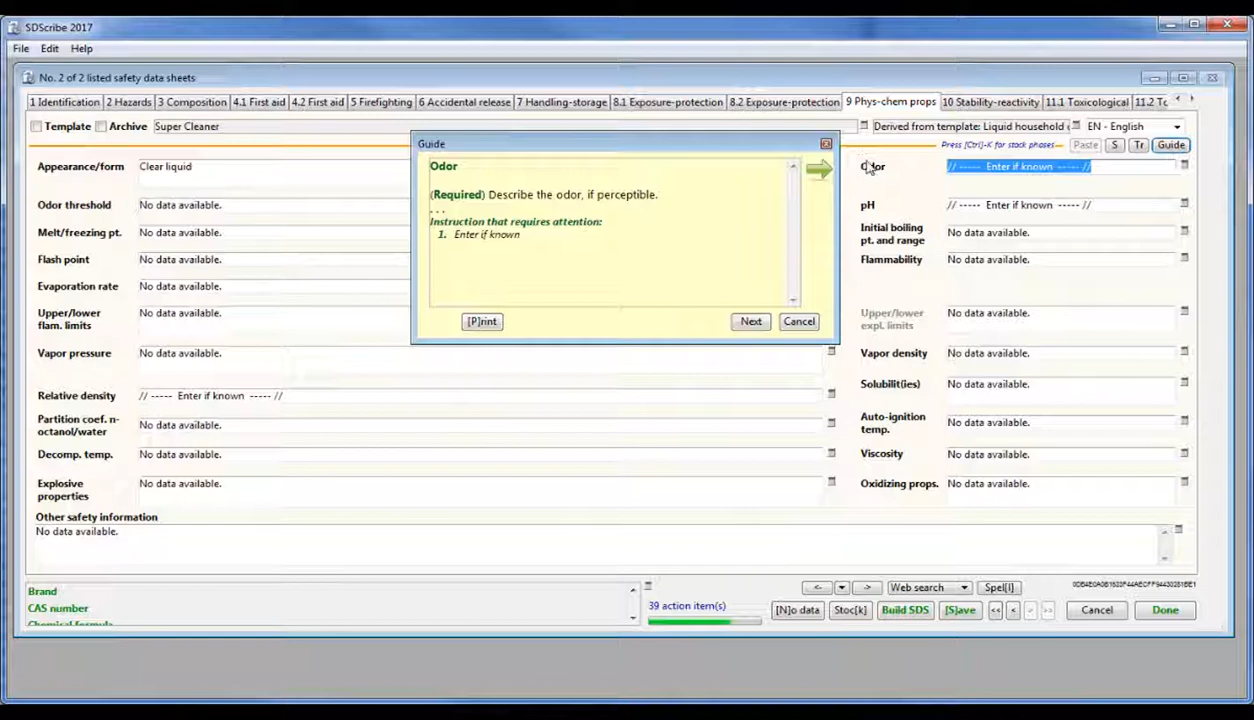 SDScribe 2017
File Edit Help
No. 2 of 2 listed safety data sheets
1 Identification 2 Hazards 3 Composition 4.1 First aid 4.2 First aid 5 Firefighting 6 Accidental release 7 Handling-storage 8.1 Exposure-protection 8.2 Exposure-protection 9 Phys-chem props 10 Stability-reactivity 11.1 Toxicological 11.2 Tc
Template Archive Super Cleaner Derived from template: Liquid household c EN - English
Press [Ctrl]-K for stock phases Paste S Tr Guide
Guide
Odor
(Required) Describe the odor, if perceptible.
. . .
Instruction that requires attention:
1. Enter if known
[P]rint Next Cancel
Appearance/form Clear liquid Odor // ----- Enter if known ----- //
Odor threshold No data available. pH // ----- Enter if known ----- //
Melt/freezing pt. No data available. Initial boiling pt. and range No data available.
Flash point No data available. Flammability No data available.
Evaporation rate No data available.
Upper/lower flam. limits No data available. Upper/lower expl. limits No data available.
Vapor pressure No data available. Vapor density No data available.
Relative density // ----- Enter if known ----- // Solubilit(ies) No data available.
Partition coef. n-octanol/water No data available. Auto-ignition temp. No data available.
Decomp. temp. No data available. Viscosity No data available.
Explosive properties No data available. Oxidizing props. No data available.
Other safety information
No data available.
Brand
CAS number
Chemical formula
<- -> Web search Spel[l]
39 action item(s) [N]o data Stoc[k] Build SDS [S]ave << < > >> Cancel Done